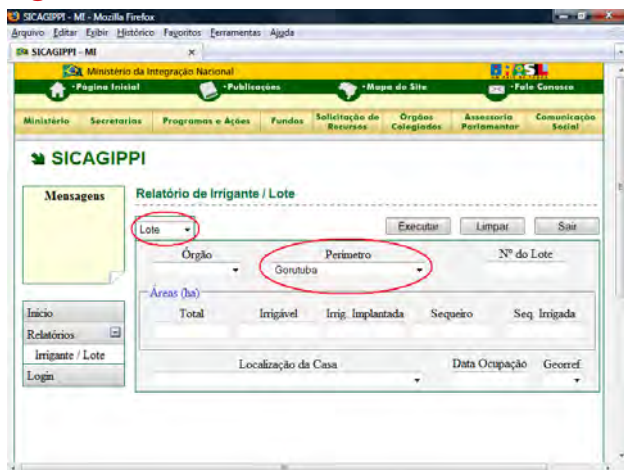 SICAGIPPI - MI - Mozilla Firefox
Arquivo Editar Exibir Histórico Favoritos Ferramentas Ajuda
SICAGIPPI - MI ×
Ministério da Integração Nacional
·Página Inicial ·Publicações ·Mapa do Site ·Fale Conosco
Ministério Secretarias Programas e Ações Fundos Solicitação de Recursos Órgãos Colegiados Assessoria Parlamentar Comunicação Social
SICAGIPPI
Mensagens
Relatório de Irrigante / Lote
Lote Executar Limpar Sair
Órgão Perímetro Nº do Lote
Gorutuba
Áreas (ha)
Total Irrigável Irrig. Implantada Sequeiro Seq. Irrigada
Início
Relatórios
Irrigante / Lote
Login
Localização da Casa Data Ocupação Georref